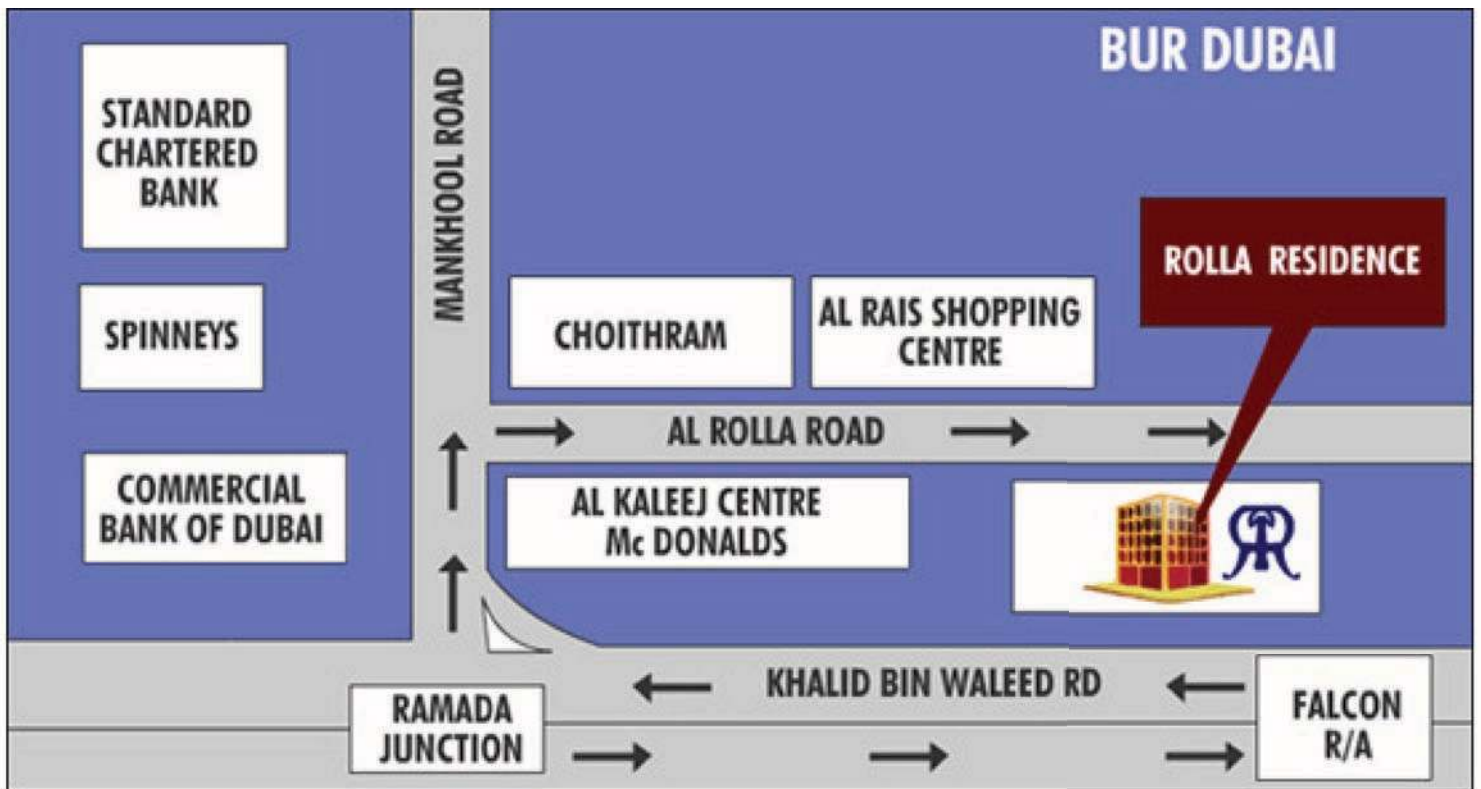 BUR DUBAI
STANDARD
CHARTERED
BANK
MANKHOOL ROAD
ROLLA RESIDENCE
SPINNEYS
CHOITHRAM
AL RAIS SHOPPING
CENTRE
AL ROLLA ROAD
COMMERCIAL
BANK OF DUBAI
AL KALEEJ CENTRE
Mc DONALDS
RR
KHALID BIN WALEED RD
RAMADA
JUNCTION
FALCON
R/A